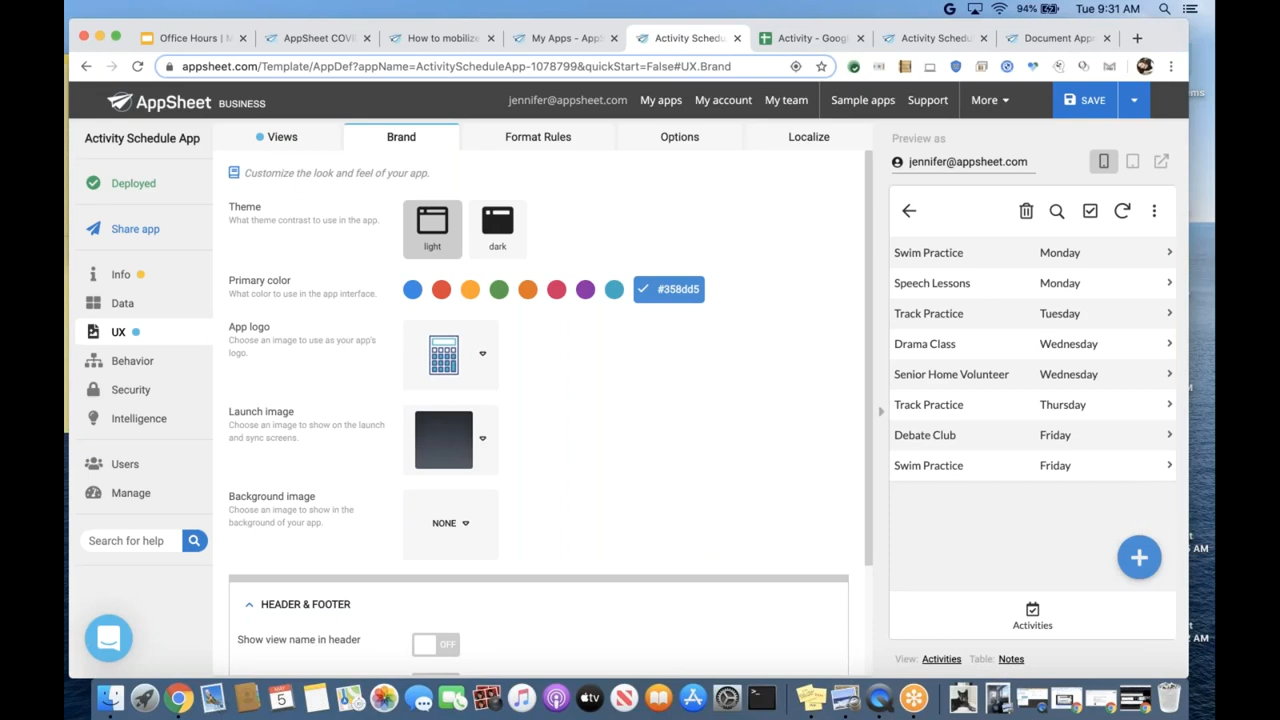 94% Tue 9:31 AM
Office Hours | M
AppSheet COVI
How to mobilize
My Apps - AppS
Activity Schedu
Activity - Googl
Activity Schedu
Document Appr
appsheet.com/Template/AppDef?appName=ActivityScheduleApp-1078799&quickStart=False#UX.Brand
AppSheet BUSINESS
jennifer@appsheet.com My apps My account My team Sample apps Support More SAVE
Activity Schedule App
Deployed
Share app
Info
Data
UX
Behavior
Security
Intelligence
Users
Manage
Search for help
Views Brand Format Rules Options Localize
Customize the look and feel of your app.
Theme
What theme contrast to use in the app.
light dark
Primary color
What color to use in the app interface.
#358dd5
App logo
Choose an image to use as your app's
logo.
Launch image
Choose an image to show on the launch
and sync screens.
Background image
Choose an image to show in the
background of your app.
NONE
HEADER & FOOTER
Show view name in header
OFF
Preview as
jennifer@appsheet.com
Swim Practice Monday
Speech Lessons Monday
Track Practice Tuesday
Drama Class Wednesday
Senior Home Volunteer Wednesday
Track Practice Thursday
Debate Club Friday
Swim Practice Friday
Activities
View: Activities Table: Notes
5